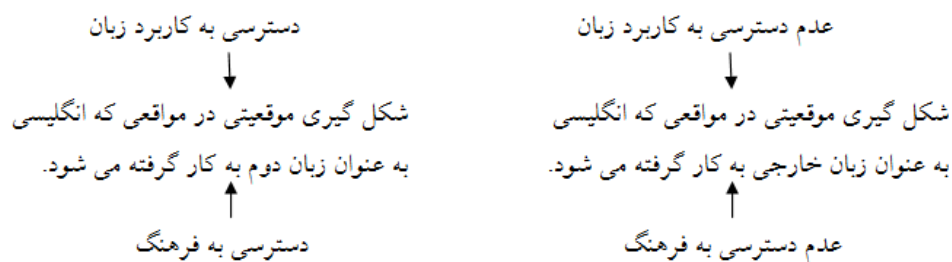 عدم دسترسی به کاربرد زبان
شکل گیری موقعیتی در مواقعی که انگلیسی
به عنوان زبان خارجی به کار گرفته می شود.
عدم دسترسی به فرهنگ
دسترسی به کاربرد زبان
شکل گیری موقعیتی در مواقعی که انگلیسی
به عنوان زبان دوم به کار گرفته می شود.
دسترسی به فرهنگ